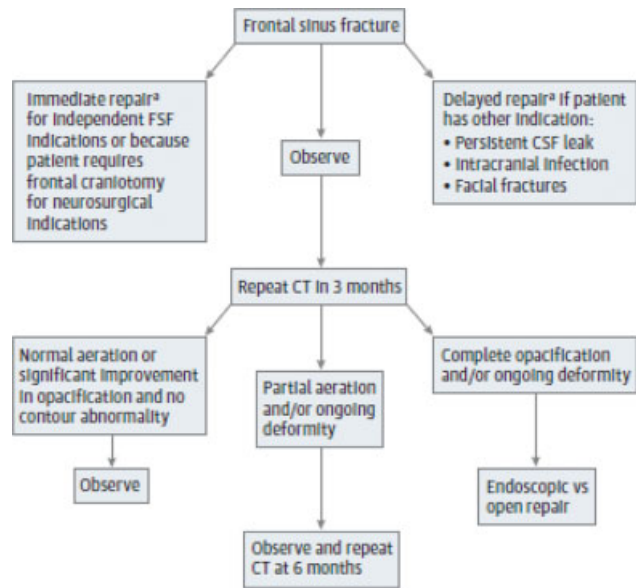 Frontal sinus fracture
Immediate repairᵃ
for independent FSF
indications or because
patient requires
frontal craniotomy
for neurosurgical
indications
Observe
Delayed repairᵃ if patient
has other indication:
• Persistent CSF leak
• Intracranial infection
• Facial fractures
Repeat CT in 3 months
Normal aeration or
significant improvement
in opacification and no
contour abnormality
Partial aeration
and/or ongoing
deformity
Complete opacification
and/or ongoing deformity
Observe
Endoscopic vs
open repair
Observe and repeat
CT at 6 months